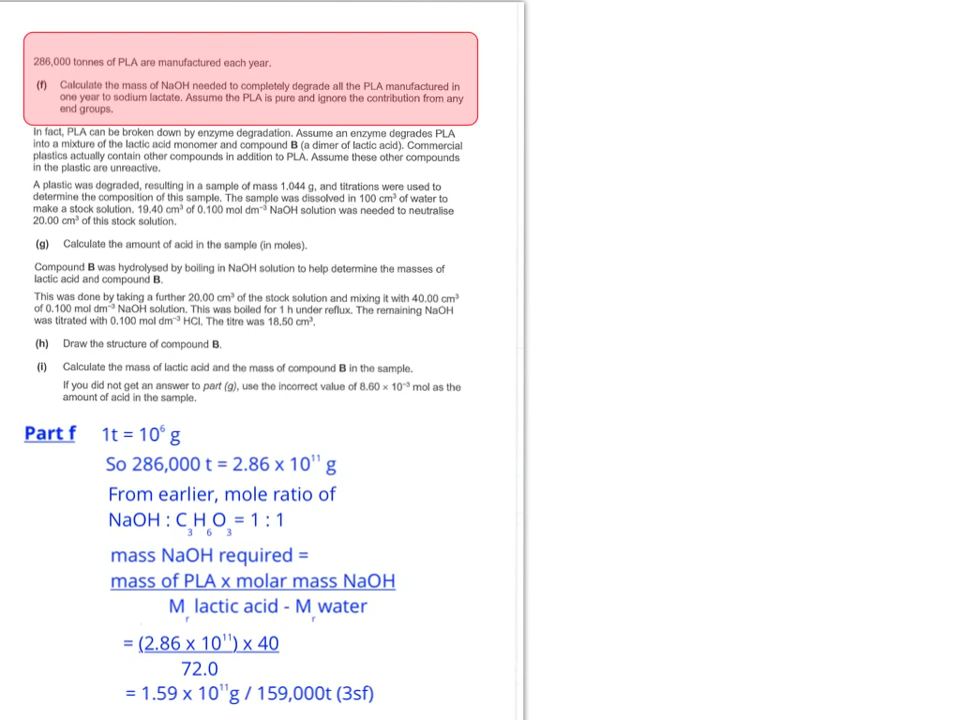 286,000 tonnes of PLA are manufactured each year.
(f) Calculate the mass of NaOH needed to completely degrade all the PLA manufactured in
one year to sodium lactate. Assume the PLA is pure and ignore the contribution from any
end groups.
In fact, PLA can be broken down by enzyme degradation. Assume an enzyme degrades PLA
into a mixture of the lactic acid monomer and compound B (a dimer of lactic acid). Commercial
plastics actually contain other compounds in addition to PLA. Assume these other compounds
in the plastic are unreactive.
A plastic was degraded, resulting in a sample of mass 1.044 g, and titrations were used to
determine the composition of this sample. The sample was dissolved in 100 cm³ of water to
make a stock solution. 19.40 cm³ of 0.100 mol dm⁻³ NaOH solution was needed to neutralise
20.00 cm³ of this stock solution.
(g) Calculate the amount of acid in the sample (in moles).
Compound B was hydrolysed by boiling in NaOH solution to help determine the masses of
lactic acid and compound B.
This was done by taking a further 20.00 cm³ of the stock solution and mixing it with 40.00 cm³
of 0.100 mol dm⁻³ NaOH solution. This was boiled for 1 h under reflux. The remaining NaOH
was titrated with 0.100 mol dm⁻³ HCl. The titre was 18.50 cm³.
(h) Draw the structure of compound B.
(i) Calculate the mass of lactic acid and the mass of compound B in the sample.
If you did not get an answer to part (g), use the incorrect value of 8.60 × 10⁻³ mol as the
amount of acid in the sample.
Part f 1t = 10⁶ g
So 286,000 t = 2.86 x 10¹¹ g
From earlier, mole ratio of
NaOH : C₃H₆O₃ = 1 : 1
mass NaOH required =
mass of PLA x molar mass NaOH
Mᵣ lactic acid - Mᵣ water
= (2.86 x 10¹¹) x 40
72.0
= 1.59 x 10¹¹g / 159,000t (3sf)